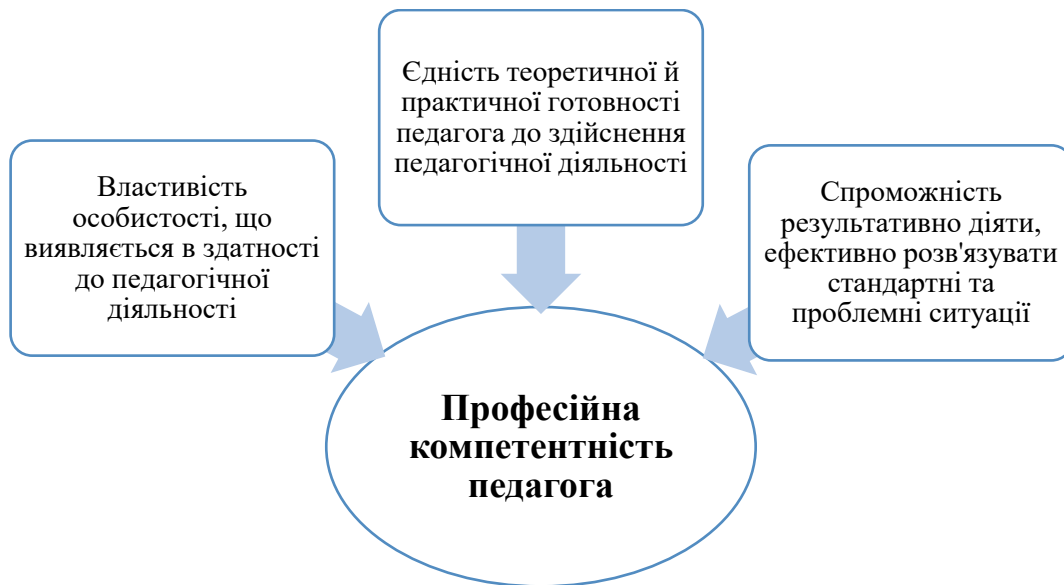 Єдність теоретичної й
практичної готовності
педагога до здійснення
педагогічної діяльності
Властивість
особистості, що
виявляється в здатності
до педагогічної
діяльності
Спроможність
результативно діяти,
ефективно розв'язувати
стандартні та
проблемні ситуації
Професійна
компетентність
педагога